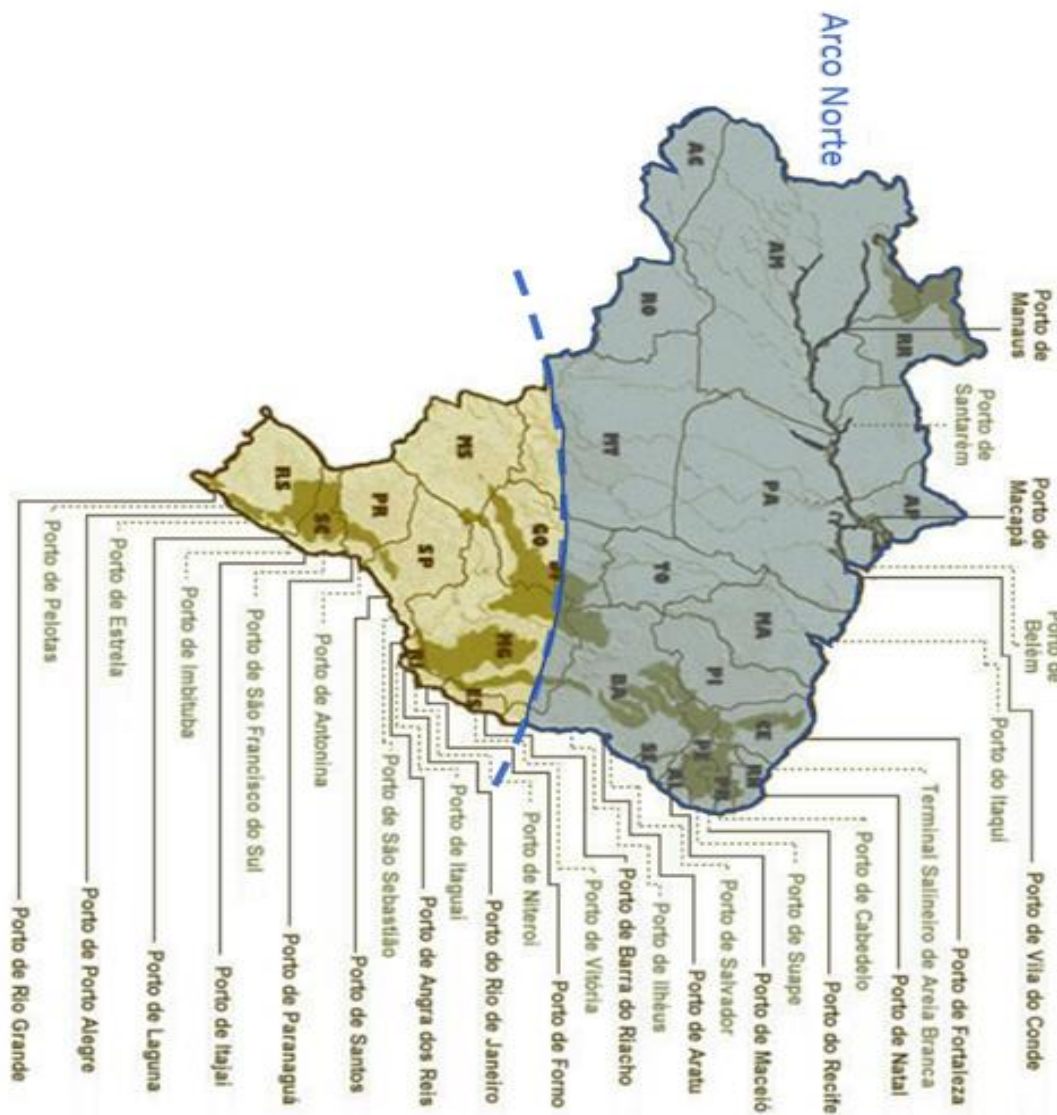 Arco Norte
Porto de
Manaus
Porto de
Santarém
Porto de
Macapá
Porto de
Belém
Porto do Itaqui
Porto de Vila do Conde
Porto de Fortaleza
Terminal Salineiro de Areia Branca
Porto de Natal
Porto de Cabedelo
Porto do Recife
Porto de Suape
Porto de Maceió
Porto de Salvador
Porto de Aratu
Porto de Ilhéus
Porto de Barra do Riacho
Porto de Vitória
Porto de Forno
Porto de Niterói
Porto do Rio de Janeiro
Porto de Itaguaí
Porto de Angra dos Reis
Porto de São Sebastião
Porto de Santos
Porto de Antonina
Porto de Paranaguá
Porto de São Francisco do Sul
Porto de Itajaí
Porto de Imbituba
Porto de Laguna
Porto de Estrela
Porto de Porto Alegre
Porto de Pelotas
Porto de Rio Grande
RR
AP
AM
PA
MA
CE
RN
PB
PE
AL
SE
PI
AC
RO
MT
TO
BA
GO
DF
MS
MG
ES
RJ
SP
PR
SC
RS